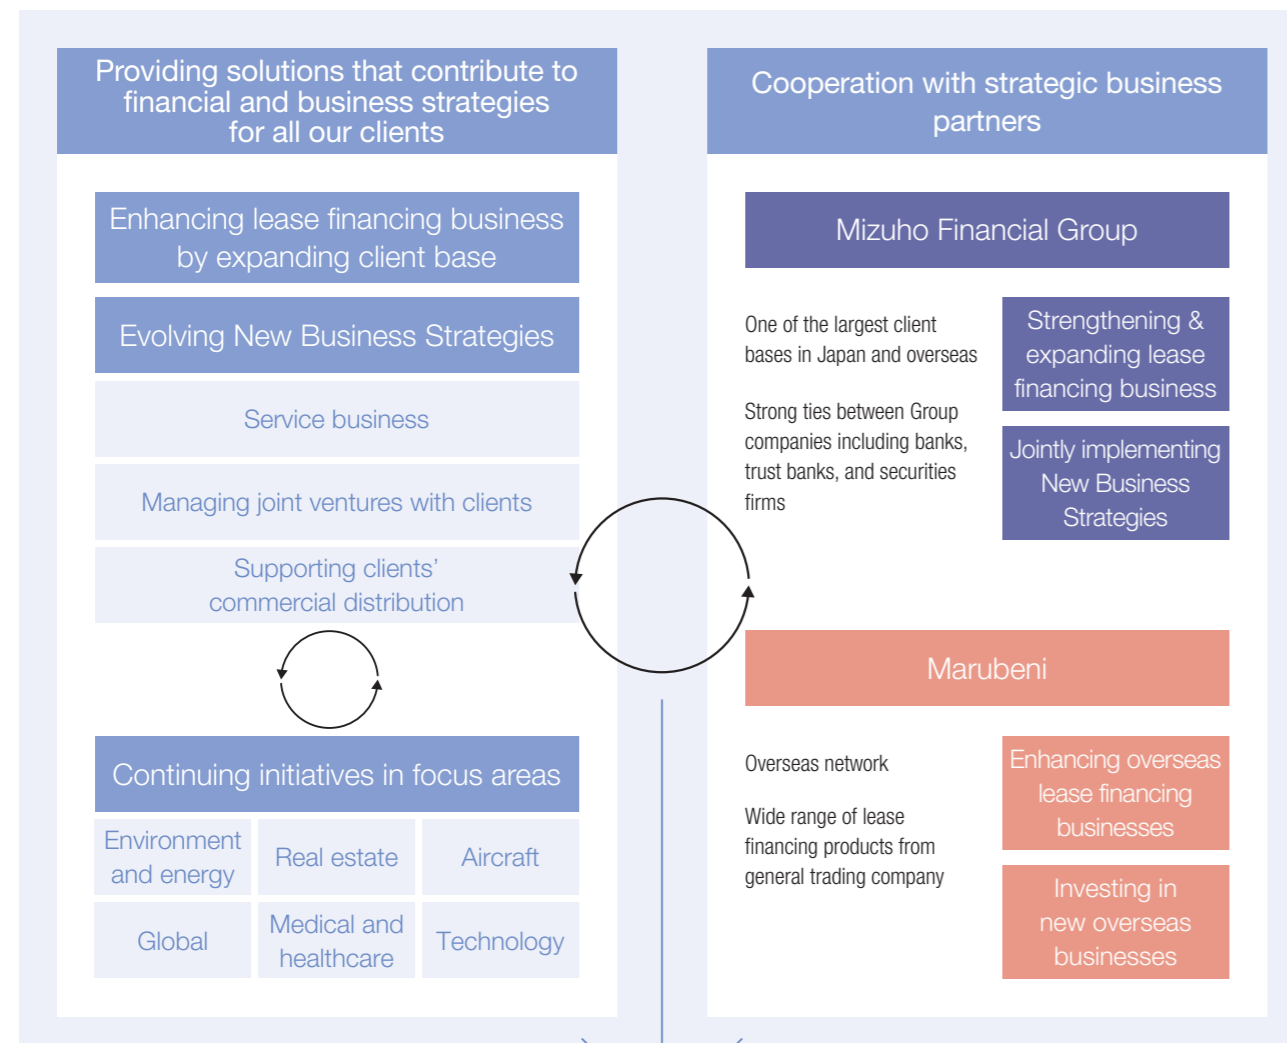 Providing solutions that contribute to
financial and business strategies
for all our clients
Enhancing lease financing business
by expanding client base
Evolving New Business Strategies
Service business
Managing joint ventures with clients
Supporting clients’
commercial distribution
Continuing initiatives in focus areas
Environment
and energy
Real estate
Aircraft
Global
Medical and
healthcare
Technology
Cooperation with strategic business
partners
Mizuho Financial Group
One of the largest client
bases in Japan and overseas
Strong ties between Group
companies including banks,
trust banks, and securities
firms
Strengthening &
expanding lease
financing business
Jointly implementing
New Business
Strategies
Marubeni
Overseas network
Wide range of lease
financing products from
general trading company
Enhancing overseas
lease financing
businesses
Investing in
new overseas
businesses